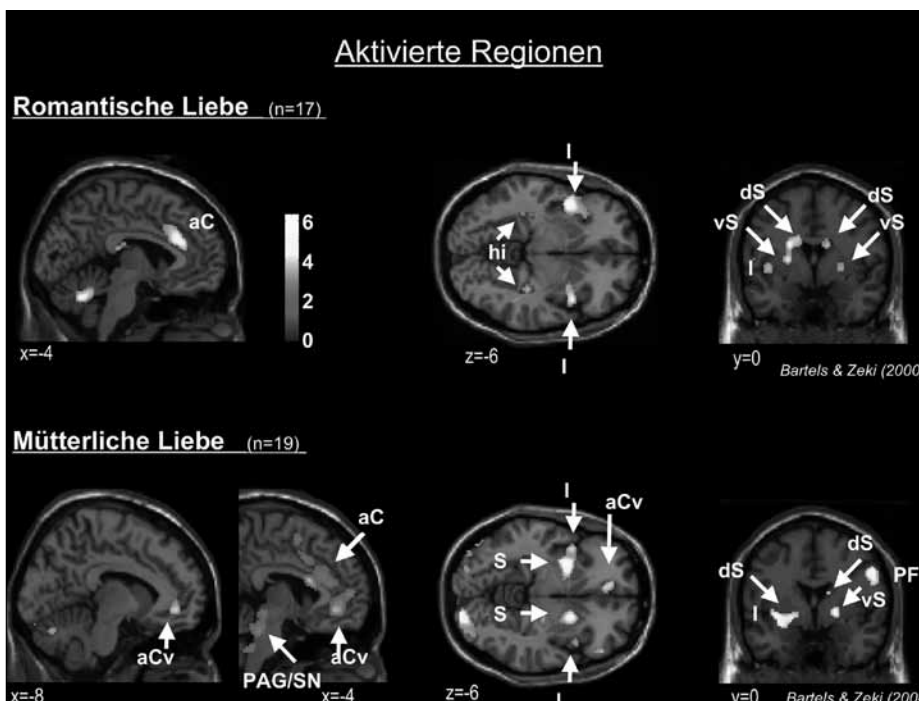 Aktivierte Regionen
Romantische Liebe (n=17)
aC
6
4
2
0
x=-4
I
hi
I
z=-6
dS dS
vS vS
I
y=0
Bartels & Zeki (2000
Mütterliche Liebe (n=19)
aCv
x=-8
aC
aCv
PAG/SN
x=-4
I
aCv
S
S
z=-6
dS
dS PF
I vS
y=0
Bartels & Zeki